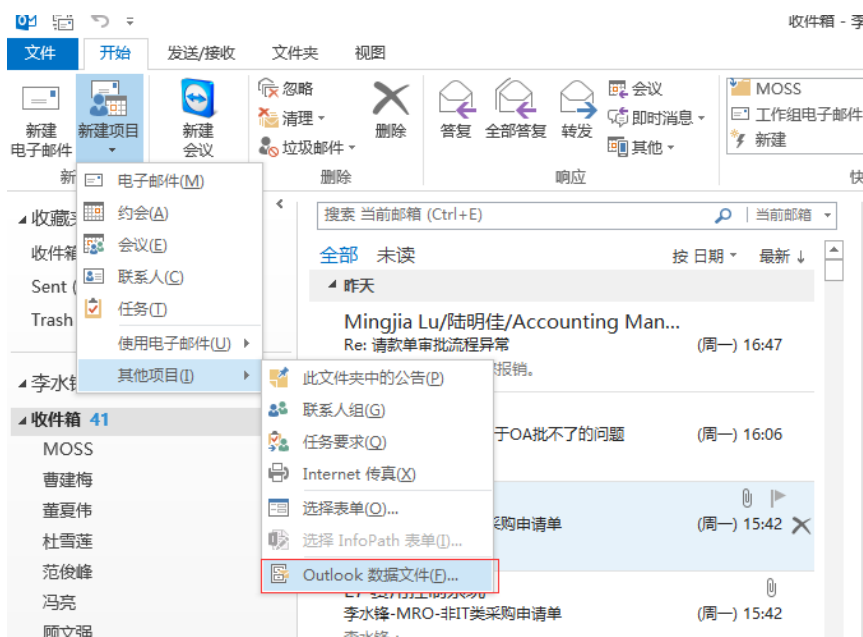 收件箱 - 李
文件 开始 发送/接收 文件夹 视图
新建
电子邮件
新建项目
新建
会议
忽略
清理
垃圾邮件
删除
答复 全部答复 转发
会议
即时消息
其他
MOSS
工作组电子邮件
新建
新
删除
响应
快
电子邮件(M)
约会(A)
会议(E)
联系人(C)
任务(T)
使用电子邮件(U)
其他项目(I)
此文件夹中的公告(P)
联系人组(G)
任务要求(Q)
Internet 传真(X)
选择表单(O)...
选择 InfoPath 表单(I)...
Outlook 数据文件(F)...
收藏
收件箱
Sent (
Trash
李水
收件箱 41
MOSS
曹建梅
董夏伟
杜雪莲
范俊峰
冯亮
顾文强
搜索 当前邮箱 (Ctrl+E) 当前邮箱
全部 未读 按 日期 最新 ↓
昨天
Mingjia Lu/陆明佳/Accounting Man...
Re: 请款单审批流程异常 (周一) 16:47
报销。
于OA批不了的问题 (周一) 16:06
采购申请单 (周一) 15:42
李水锋-MRO-非IT类采购申请单 (周一) 15:42